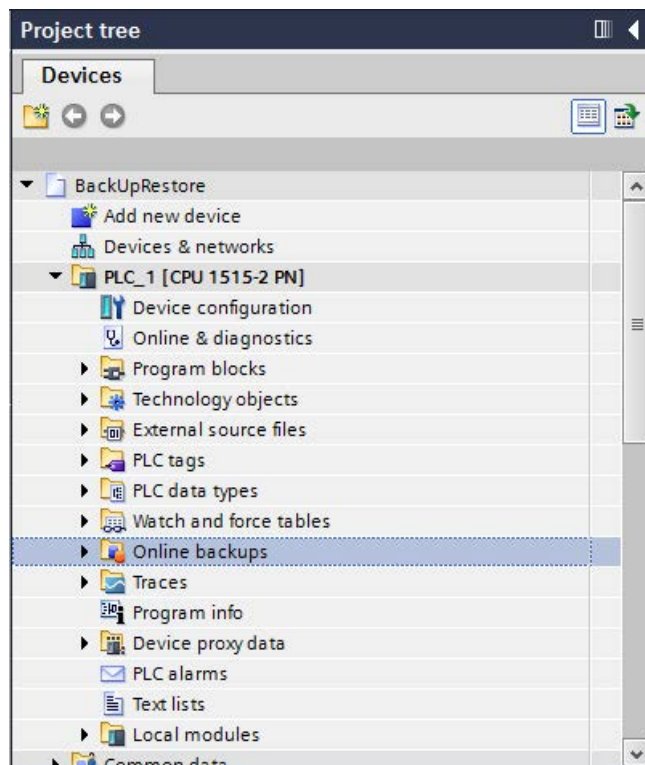 Project tree
Devices
BackUpRestore
Add new device
Devices & networks
PLC_1 [CPU 1515-2 PN]
Device configuration
Online & diagnostics
Program blocks
Technology objects
External source files
PLC tags
PLC data types
Watch and force tables
Online backups
Traces
Program info
Device proxy data
PLC alarms
Text lists
Local modules
Common data